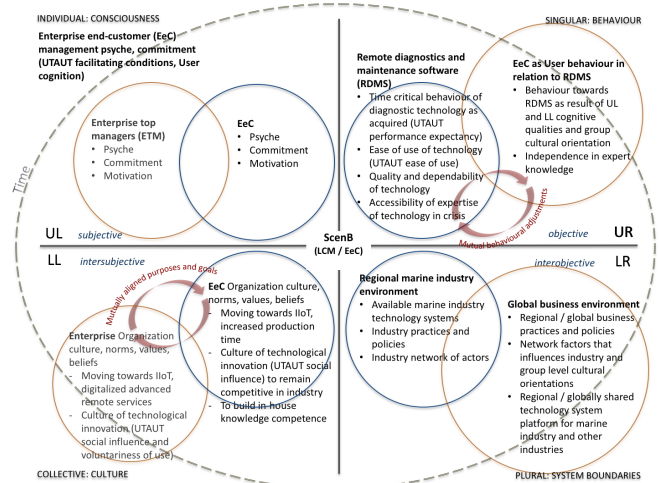 INDIVIDUAL: CONSCIOUSNESS
Enterprise end-customer (EeC)
management psyche, commitment
(UTAUT facilitating conditions, User
cognition)
Enterprise top
managers (ETM)
• Psyche
• Commitment
• Motivation
EeC
• Psyche
• Commitment
• Motivation
Time
UL
subjective
SINGULAR: BEHAVIOUR
Remote diagnostics and
maintenance software
(RDMS)
• Time critical behaviour of
diagnostic technology as
acquired (UTAUT
performance expectancy)
• Ease of use of technology
(UTAUT ease of use)
• Quality and dependability
of technology
• Accessibility of expertise
of technology in crisis
EeC as User behaviour in
relation to RDMS
• Behaviour towards
RDMS as result of UL
and LL cognitive
qualities and group
cultural orientation
• Independence in expert
knowledge
Mutual behavioural adjustments
objective
UR
ScenB
(LCM / EeC)
LL
intersubjective
Mutually aligned purposes and goals
Enterprise Organization
culture, norms, values,
beliefs
- Moving towards IIoT,
digitalized advanced
remote services
- Culture of technological
innovation (UTAUT
social influence and
voluntariness of use)
EeC Organization culture,
norms, values, beliefs
- Moving towards IIoT,
increased production
time
- Culture of technological
innovation (UTAUT social
influence) to remain
competitive in industry
- To build in house
knowledge competence
COLLECTIVE: CULTURE
interobjective
LR
Regional marine industry
environment
• Available marine industry
technology systems
• Industry practices and
policies
• Industry network of actors
Global business environment
• Regional / global business
practices and policies
• Network factors that
influences industry and
group level cultural
orientations
• Regional / globally shared
technology system
platform for marine
industry and other
industries
PLURAL: SYSTEM BOUNDARIES